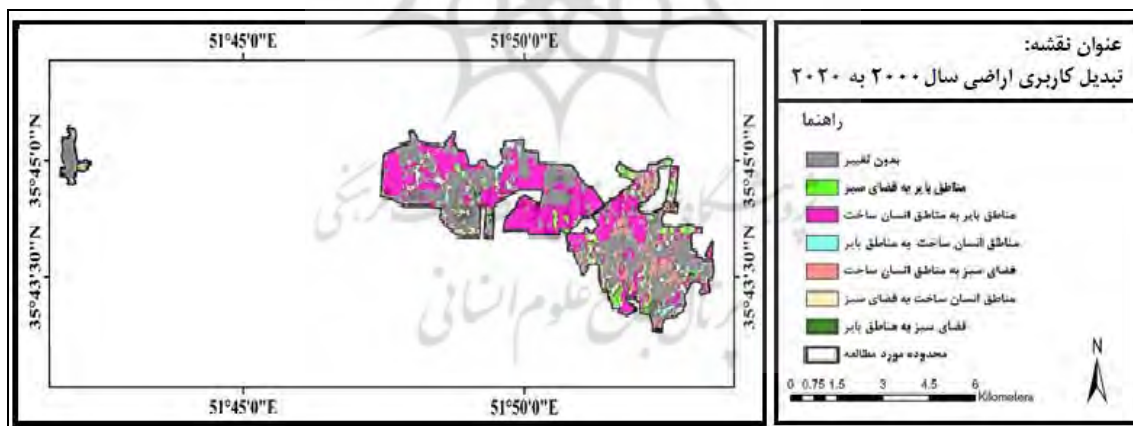 عنوان نقشه:
تبدیل کاربری اراضی سال ۲۰۰۰ به ۲۰۲۰
راهنما
بدون تغییر
مناطق بایر به فضای سبز
مناطق بایر به مناطق انسان ساخت
مناطق انسان ساخت به مناطق بایر
فضای سبز به مناطق انسان ساخت
مناطق انسان ساخت به فضای سبز
فضای سبز به مناطق بایر
محدوده مورد مطالعه
N
0 0.75 1.5 3 4.5 6
Kilometers
51°45'0"E 51°50'0"E
35°45'0"N 35°45'0"N
35°43'30"N 35°43'30"N
51°45'0"E 51°50'0"E
پرتال جامع علوم انسانی